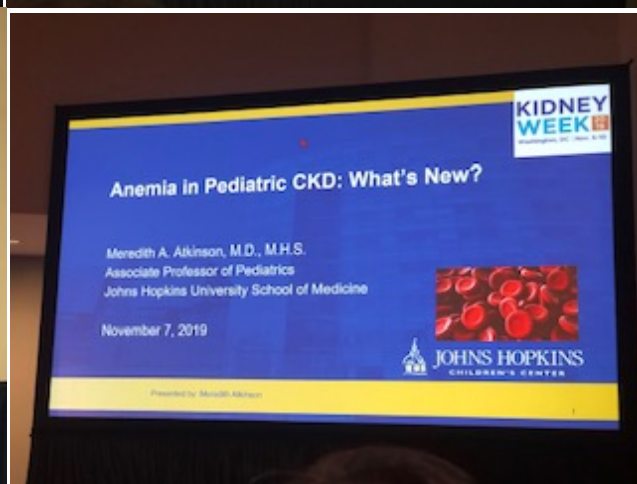 KIDNEY
WEEK
Anemia in Pediatric CKD: What's New?
Meredith A. Atkinson, M.D., M.H.S.
Associate Professor of Pediatrics
Johns Hopkins University School of Medicine
November 7, 2019
JOHNS HOPKINS
CHILDREN'S CENTER
Presented by: Meredith Atkinson